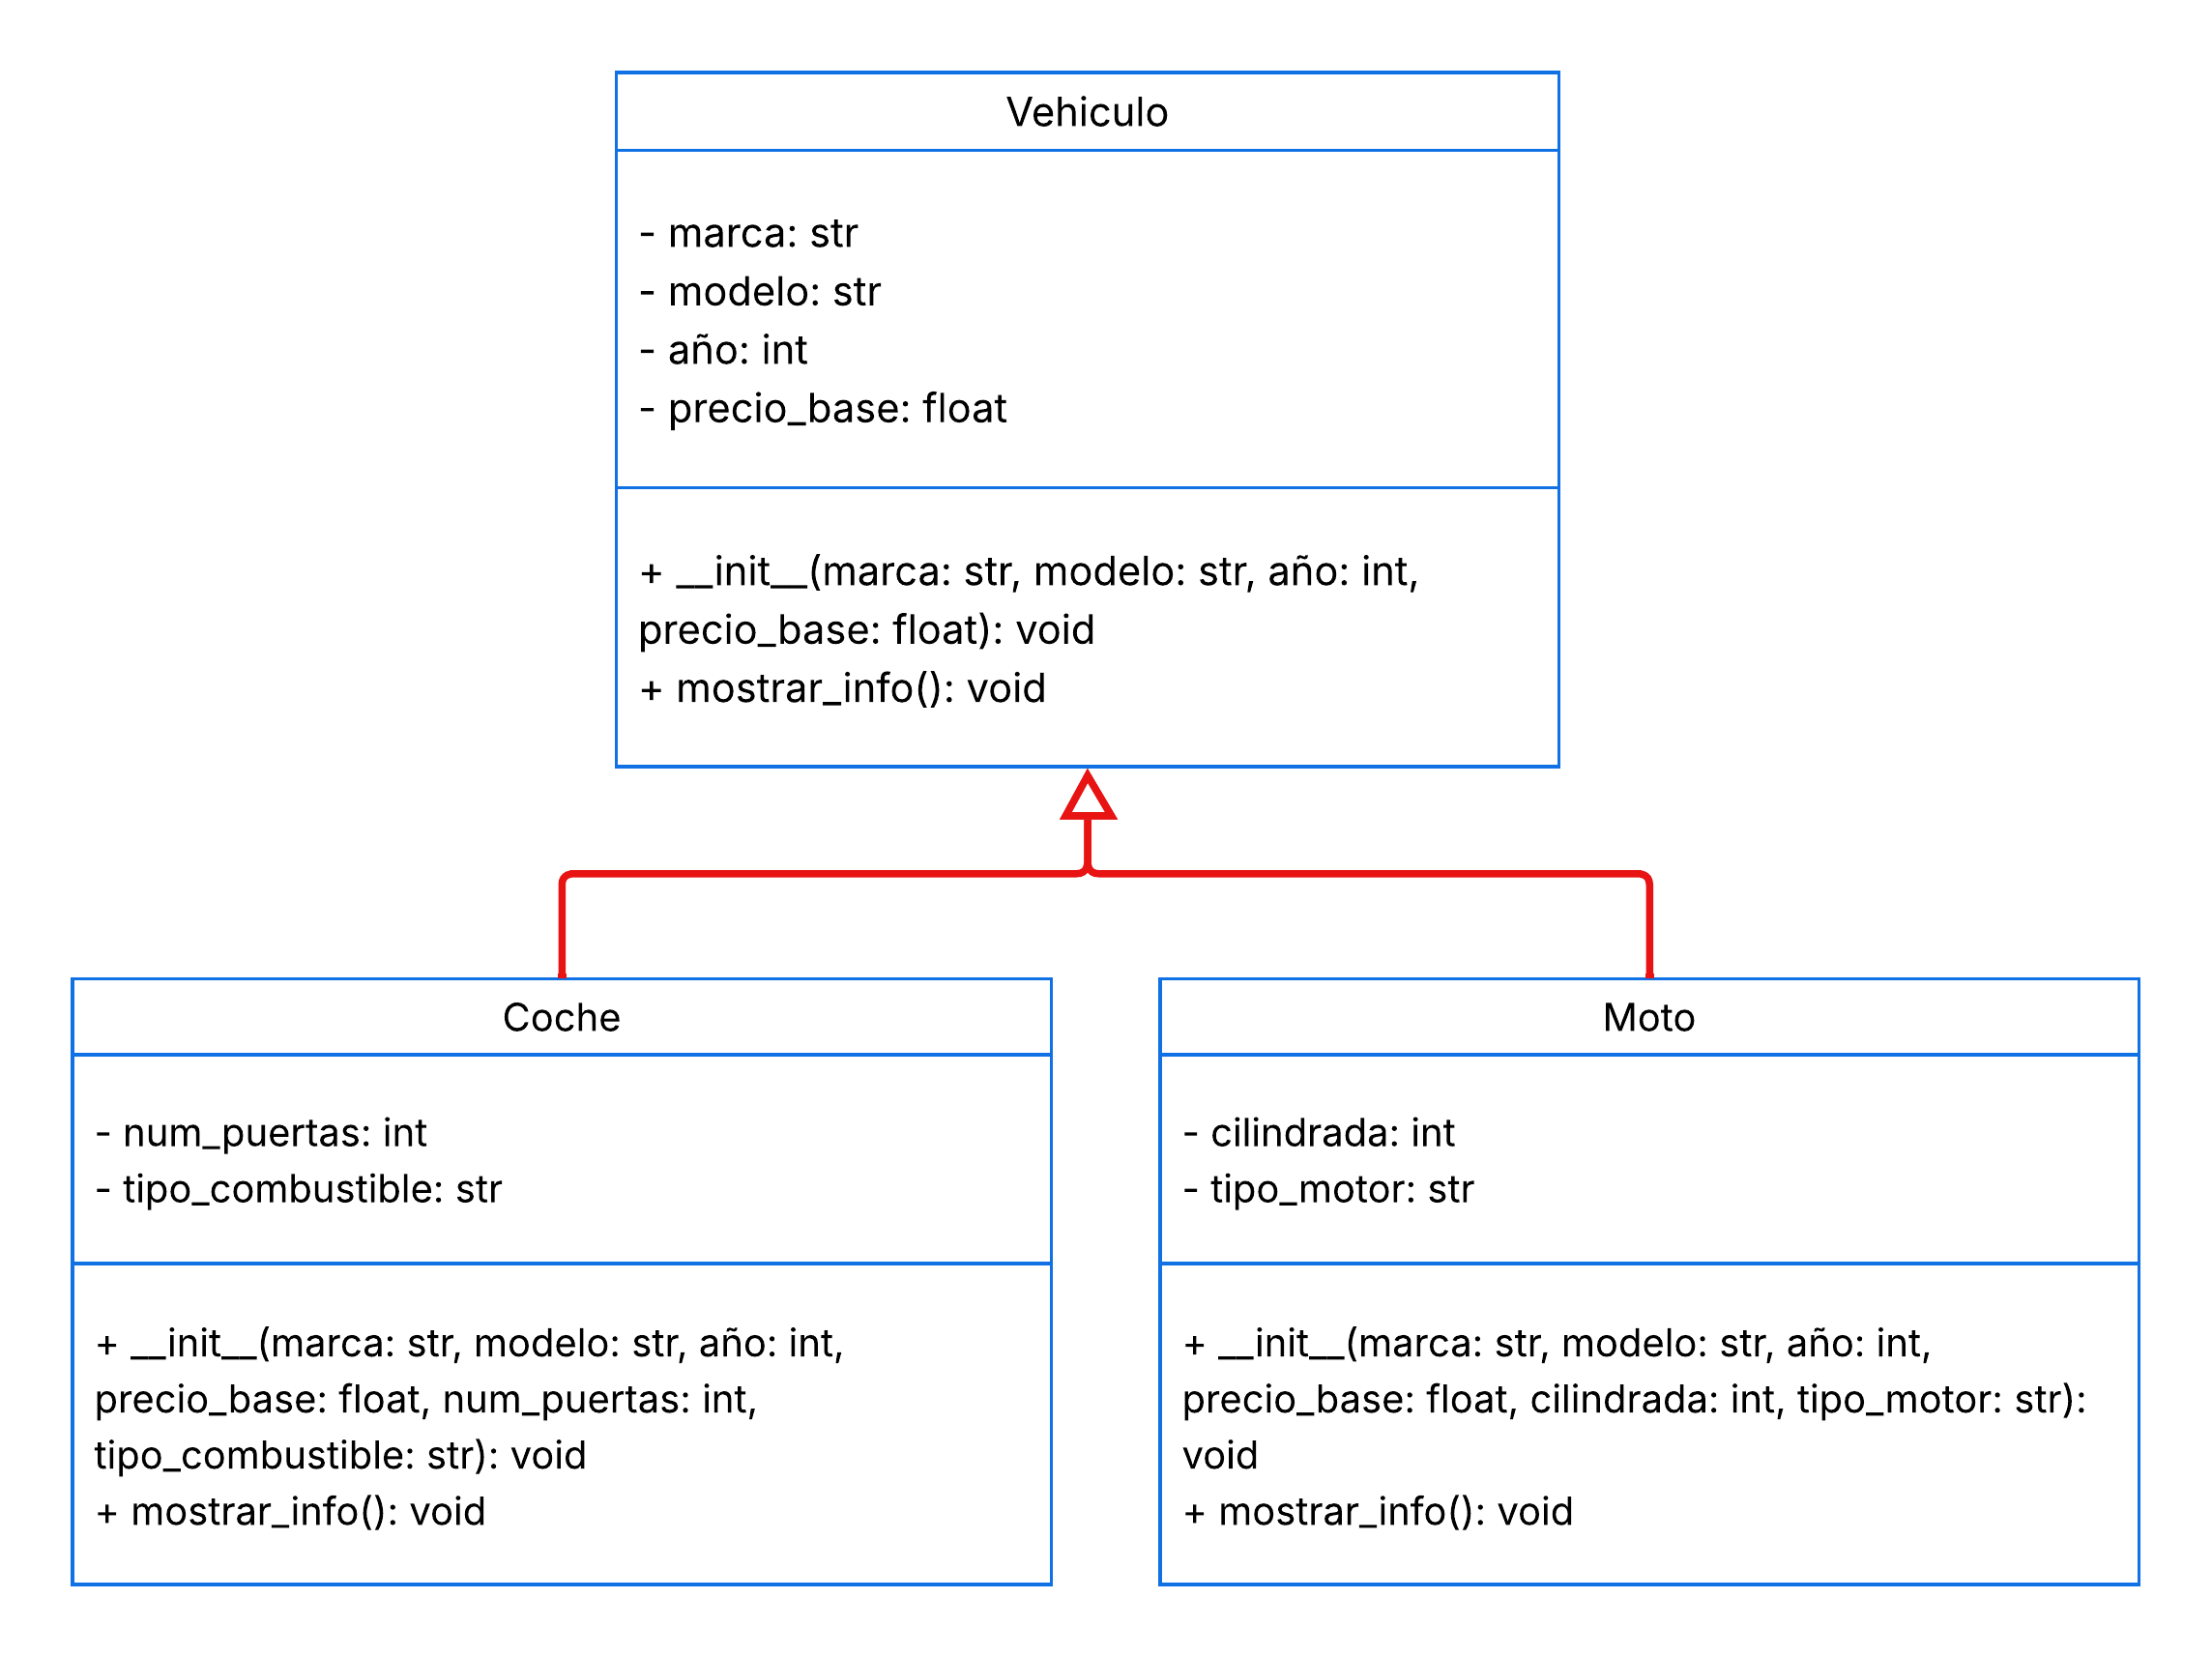 Vehiculo
- marca: str
- modelo: str
- año: int
- precio_base: float
+ __init__(marca: str, modelo: str, año: int,
precio_base: float): void
+ mostrar_info(): void
Coche
- num_puertas: int
- tipo_combustible: str
+ __init__(marca: str, modelo: str, año: int,
precio_base: float, num_puertas: int,
tipo_combustible: str): void
+ mostrar_info(): void
Moto
- cilindrada: int
- tipo_motor: str
+ __init__(marca: str, modelo: str, año: int,
precio_base: float, cilindrada: int, tipo_motor: str):
void
+ mostrar_info(): void